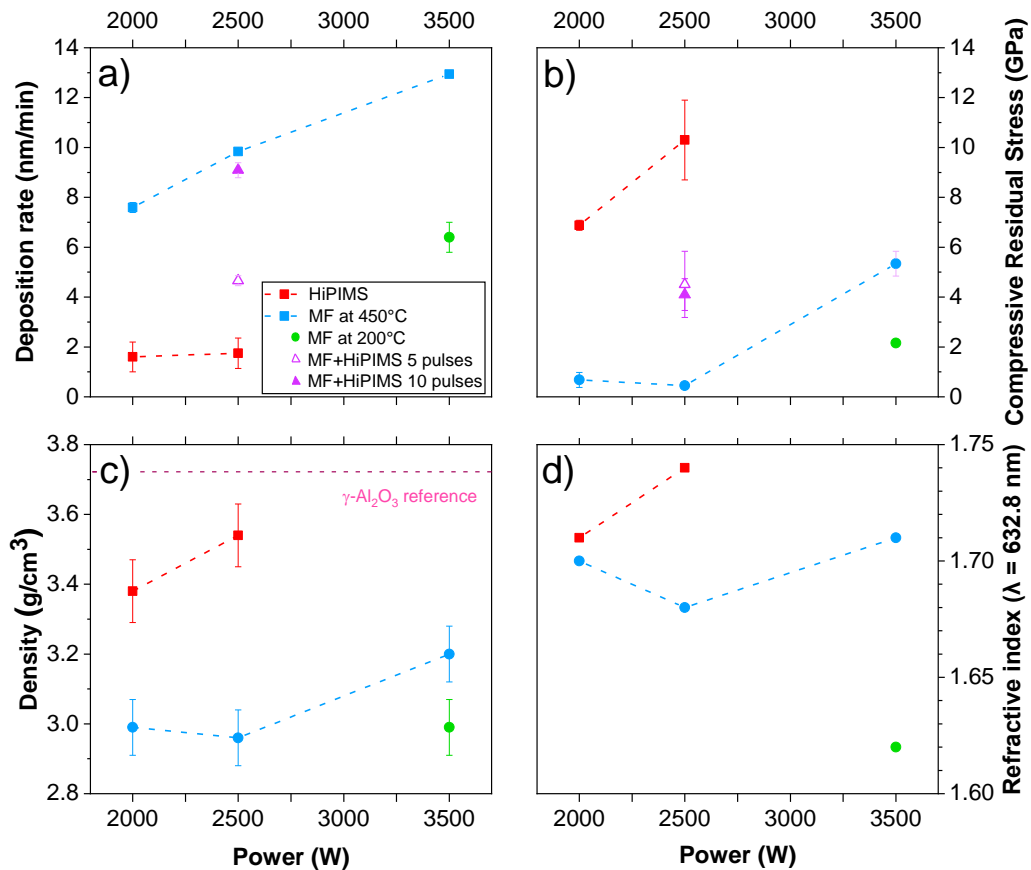 2000 2500 3000 3500
2000 2500 3000 3500
a)
14
12
10
8
6
4
2
0
Deposition rate (nm/min)
HiPIMS
MF at 450°C
MF at 200°C
MF+HiPIMS 5 pulses
MF+HiPIMS 10 pulses
b)
14
12
10
8
6
4
2
0
Compressive Residual Stress (GPa)
c)
3.8
3.6
3.4
3.2
3.0
2.8
Density (g/cm³)
γ-Al₂O₃ reference
2000 2500 3000 3500
Power (W)
d)
1.75
1.70
1.65
1.60
Refractive index (λ = 632.8 nm)
2000 2500 3000 3500
Power (W)